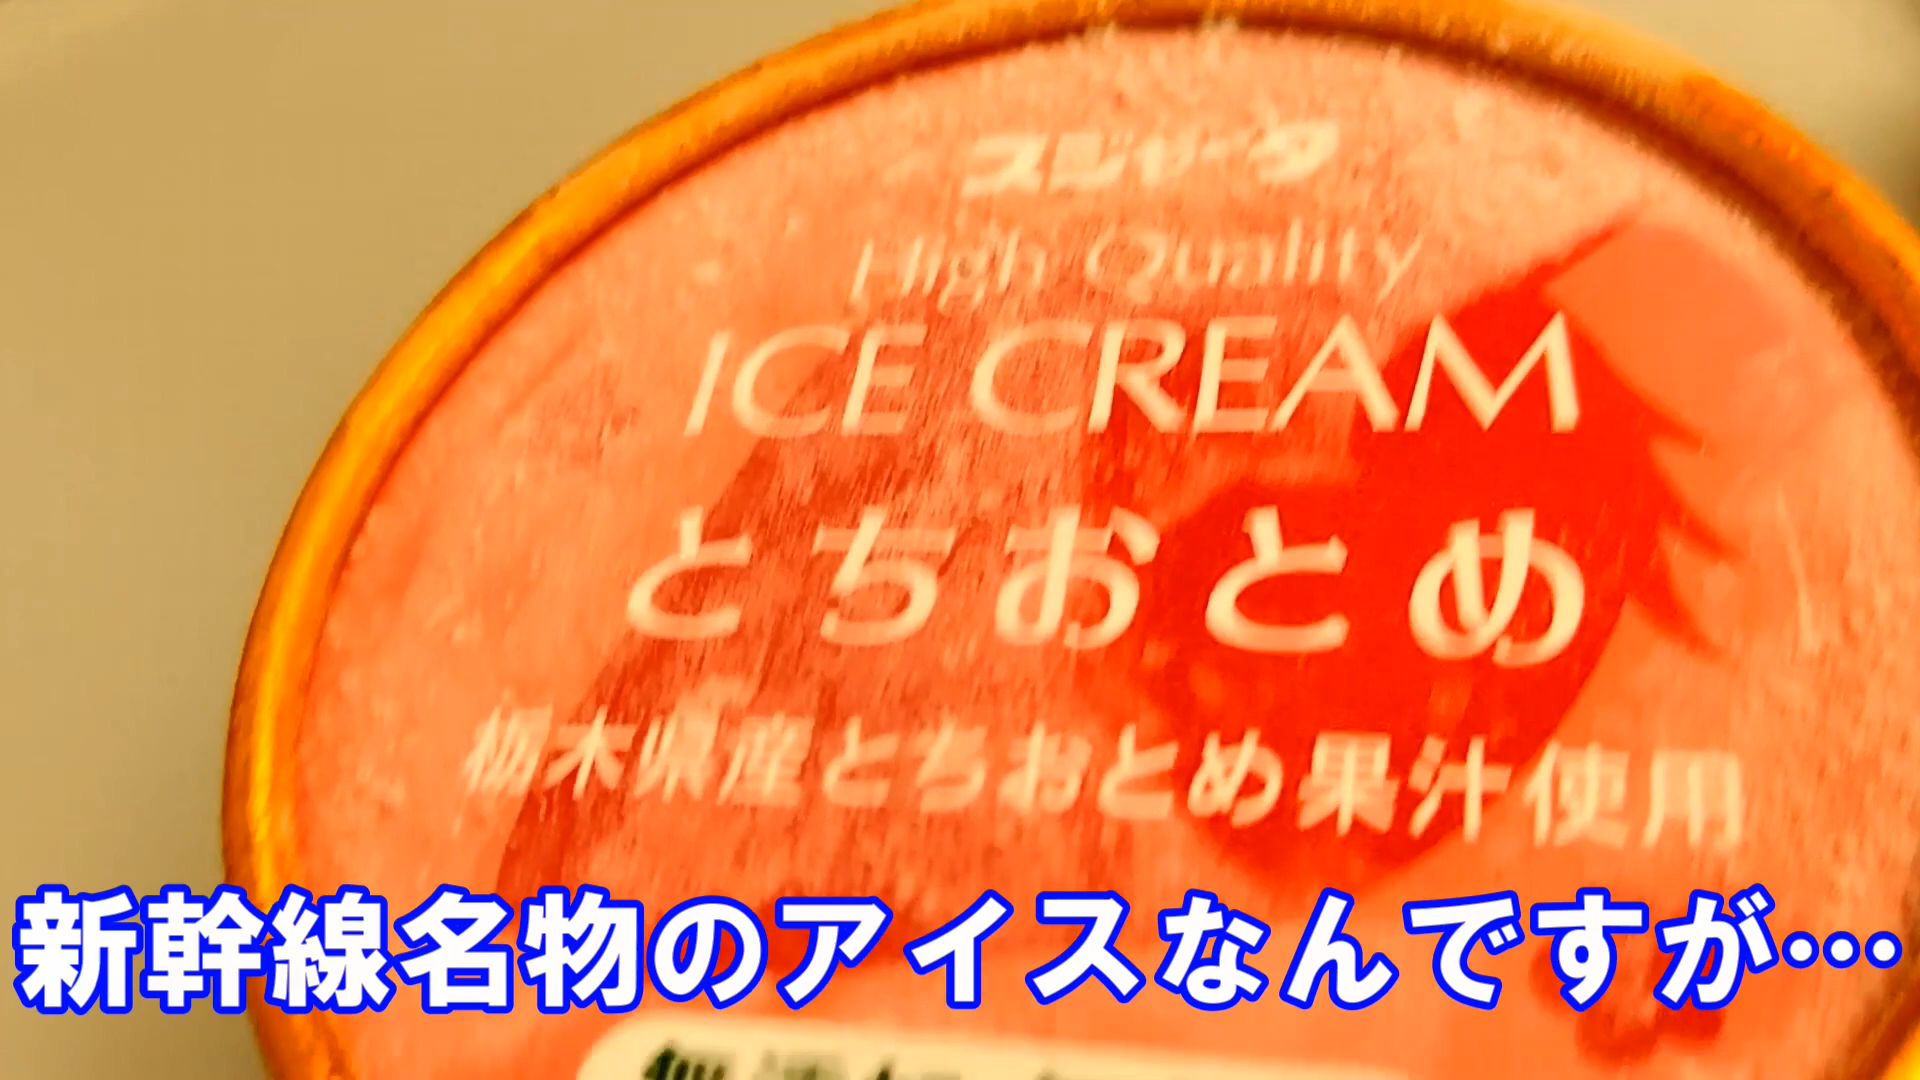 スジャータ
High Quality
ICE CREAM
とちおとめ
栃木県産とちおとめ果汁使用
新幹線名物のアイスなんですが…